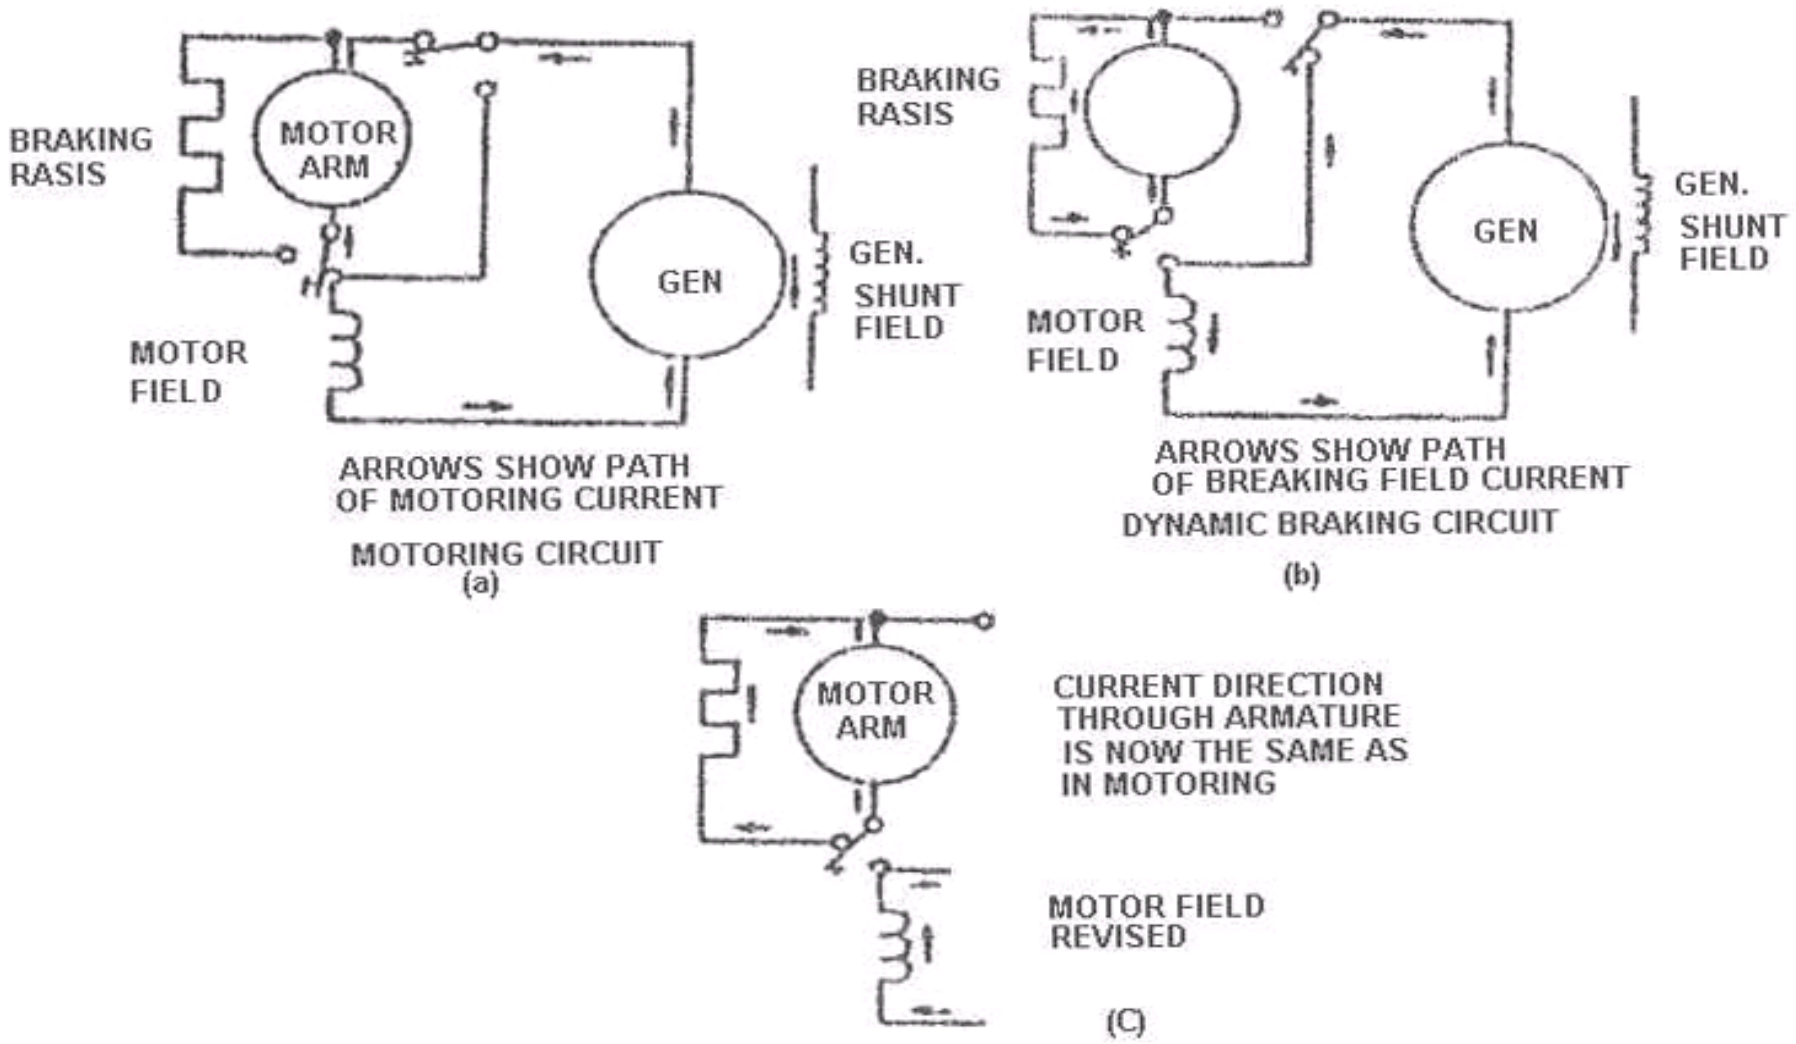 BRAKING
RASIS
MOTOR
ARM
GEN
GEN.
SHUNT
FIELD
MOTOR
FIELD
ARROWS SHOW PATH
OF MOTORING CURRENT
MOTORING CIRCUIT
(a)
BRAKING
RASIS
GEN
GEN.
SHUNT
FIELD
MOTOR
FIELD
ARROWS SHOW PATH
OF BREAKING FIELD CURRENT
DYNAMIC BRAKING CIRCUIT
(b)
MOTOR
ARM
CURRENT DIRECTION
THROUGH ARMATURE
IS NOW THE SAME AS
IN MOTORING
MOTOR FIELD
REVISED
(C)